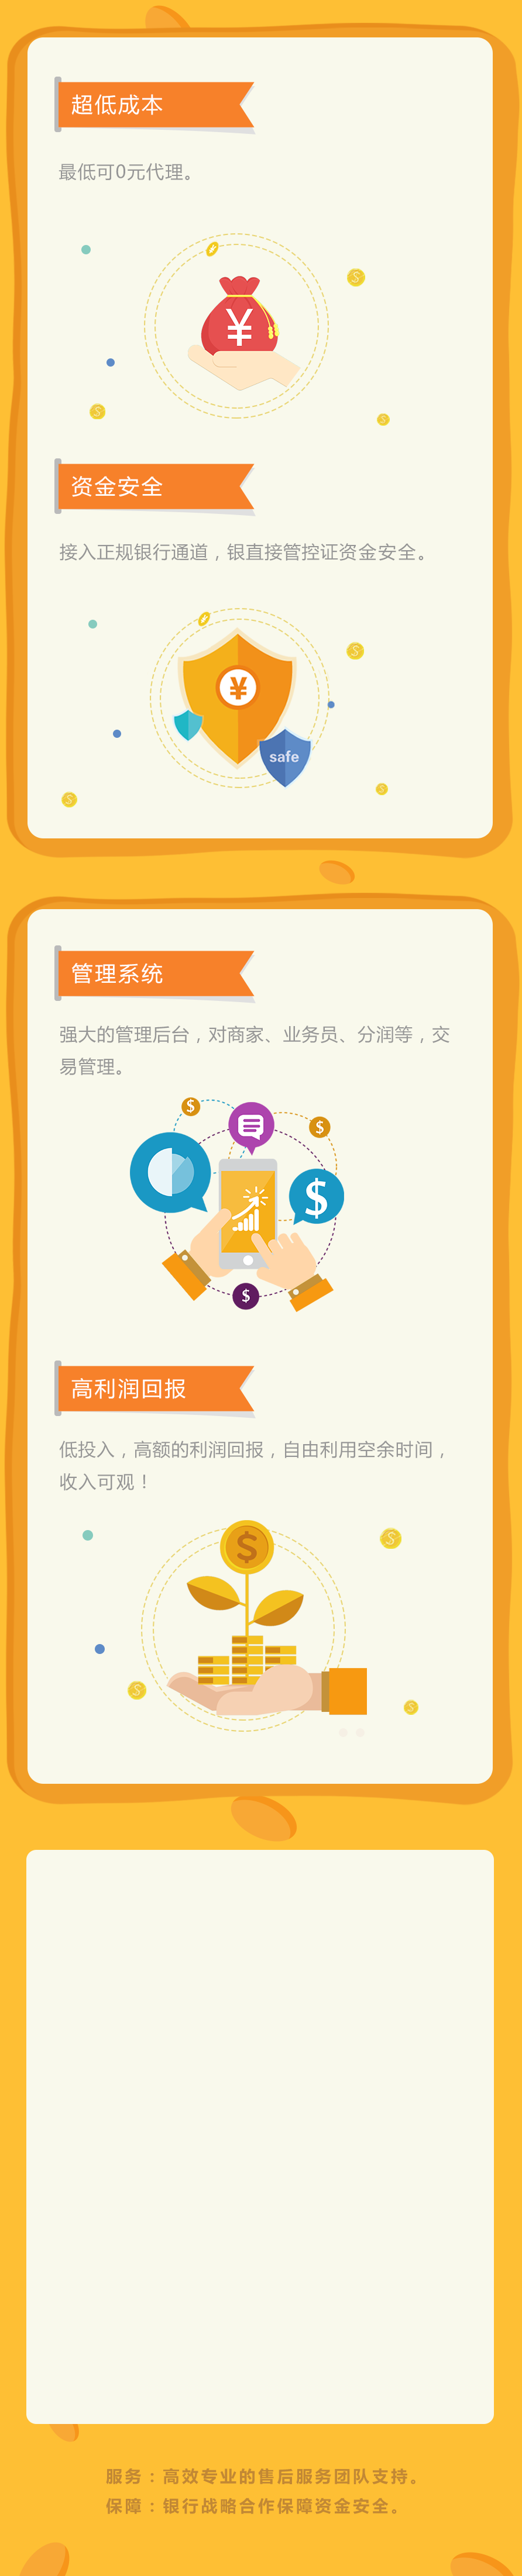 超低成本
最低可0元代理。
¥
资金安全
接入正规银行通道，银直接管控证资金安全。
¥
safe
管理系统
强大的管理后台，对商家、业务员、分润等，交
易管理。
$
$
$
$
高利润回报
低投入，高额的利润回报，自由利用空余时间，
收入可观！
$
服务：高效专业的售后服务团队支持。
保障：银行战略合作保障资金安全。